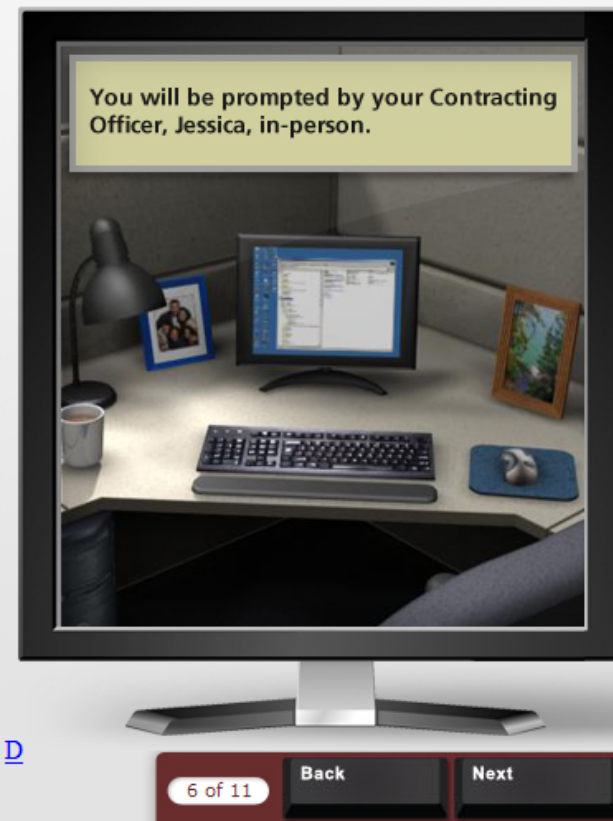 You will be prompted by your Contracting
Officer, Jessica, in-person.
D
6 of 11
Back
Next